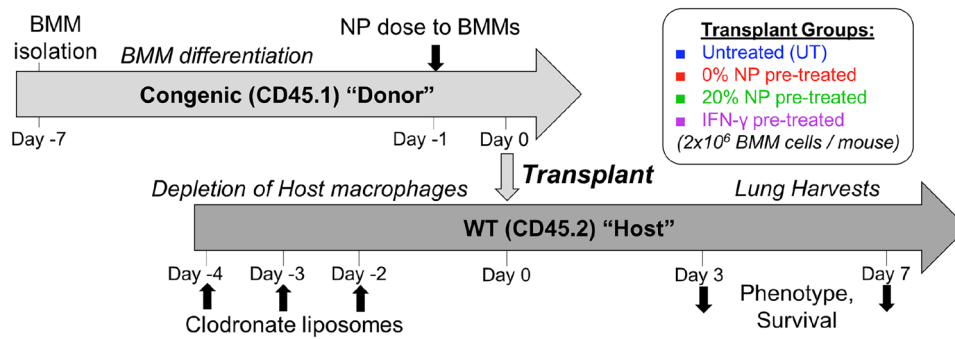 BMM
isolation
BMM differentiation
NP dose to BMMs
Congenic (CD45.1) “Donor”
Day -7
Day -1
Day 0
Transplant Groups:
Untreated (UT)
0% NP pre-treated
20% NP pre-treated
IFN-γ pre-treated
(2x10⁶ BMM cells / mouse)
Transplant
Depletion of Host macrophages
Lung Harvests
WT (CD45.2) “Host”
Day -4
Day -3
Day -2
Day 0
Day 3
Day 7
Clodronate liposomes
Phenotype,
Survival